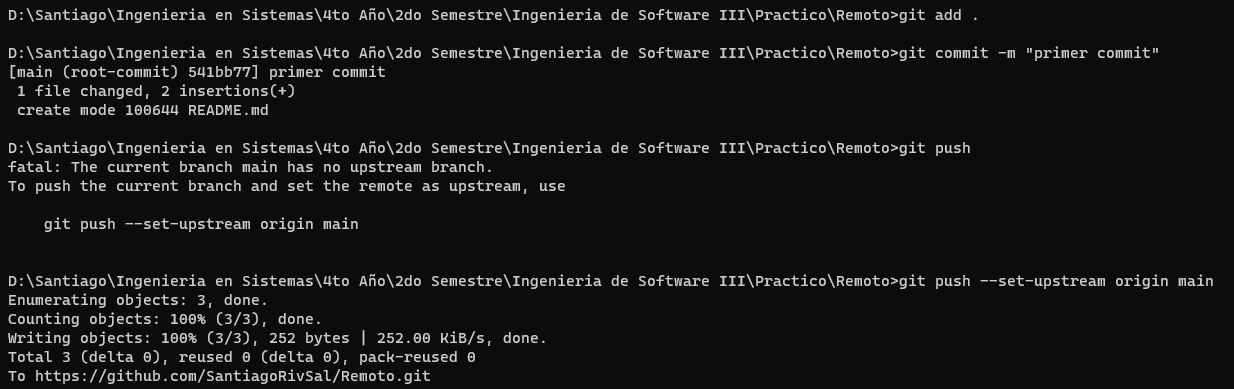 D:\Santiago\Ingenieria en Sistemas\4to Año\2do Semestre\Ingenieria de Software III\Practico\Remoto>git add .
D:\Santiago\Ingenieria en Sistemas\4to Año\2do Semestre\Ingenieria de Software III\Practico\Remoto>git commit -m "primer commit"
[main (root-commit) 541bb77] primer commit
 1 file changed, 2 insertions(+)
 create mode 100644 README.md
D:\Santiago\Ingenieria en Sistemas\4to Año\2do Semestre\Ingenieria de Software III\Practico\Remoto>git push
fatal: The current branch main has no upstream branch.
To push the current branch and set the remote as upstream, use
    git push --set-upstream origin main
D:\Santiago\Ingenieria en Sistemas\4to Año\2do Semestre\Ingenieria de Software III\Practico\Remoto>git push --set-upstream origin main
Enumerating objects: 3, done.
Counting objects: 100% (3/3), done.
Writing objects: 100% (3/3), 252 bytes | 252.00 KiB/s, done.
Total 3 (delta 0), reused 0 (delta 0), pack-reused 0
To https://github.com/SantiagoRivSal/Remoto.git